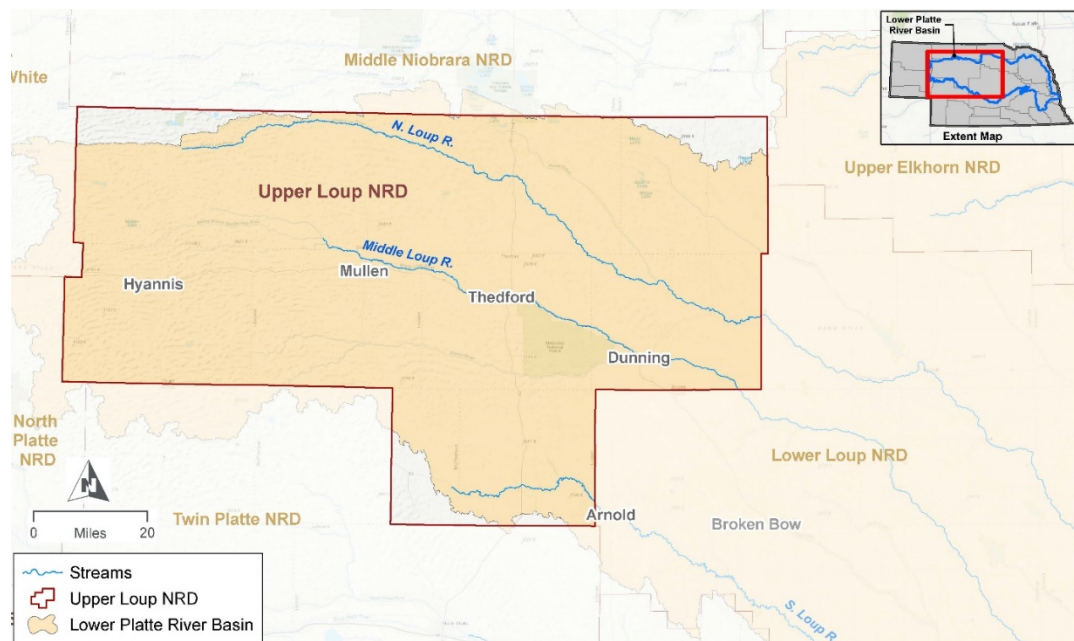 Lower Platte
River Basin
Extent Map
Middle Niobrara NRD
White
N. Loup R.
Upper Elkhorn NRD
Upper Loup NRD
Middle Loup R.
Mullen
Hyannis
Thedford
Dunning
North
Platte
NRD
Lower Loup NRD
N
0 20
Miles
Twin Platte NRD
Arnold
Broken Bow
S. Loup R.
Streams
Upper Loup NRD
Lower Platte River Basin